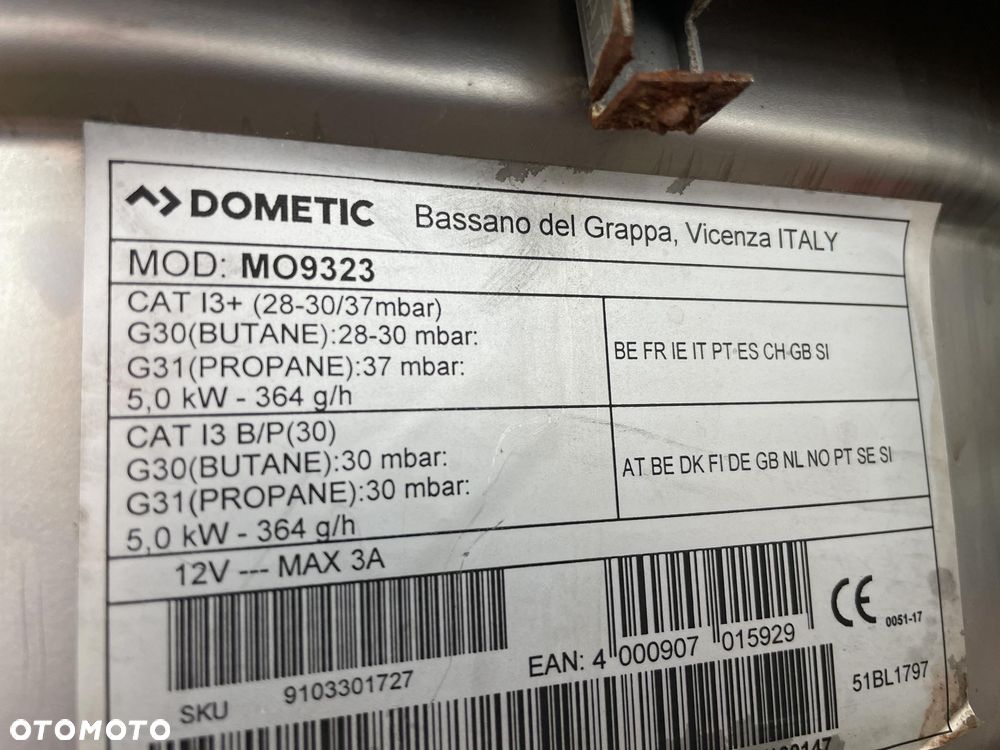 DOMETIC Bassano del Grappa, Vicenza ITALY
MOD: MO9323
CAT I3+ (28-30/37mbar)
G30(BUTANE):28-30 mbar:
G31(PROPANE):37 mbar:
5,0 kW - 364 g/h
BE FR IE IT PT ES CH GB SI
CAT I3 B/P(30)
G30(BUTANE):30 mbar:
G31(PROPANE):30 mbar:
5,0 kW - 364 g/h
AT BE DK FI DE GB NL NO PT SE SI
12V --- MAX 3A
CE 0051-17
9103301727
SKU
EAN: 4 000907 015929
51BL1797
OTOMOTO